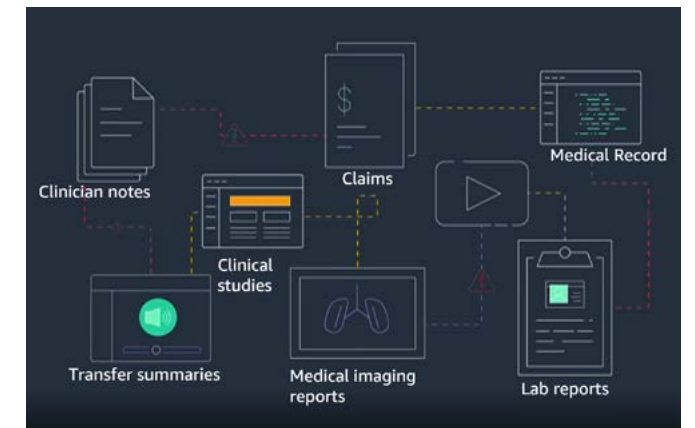 $
Claims
Medical Record
Clinician notes
Clinical
studies
Transfer summaries
Medical imaging
reports
Lab reports